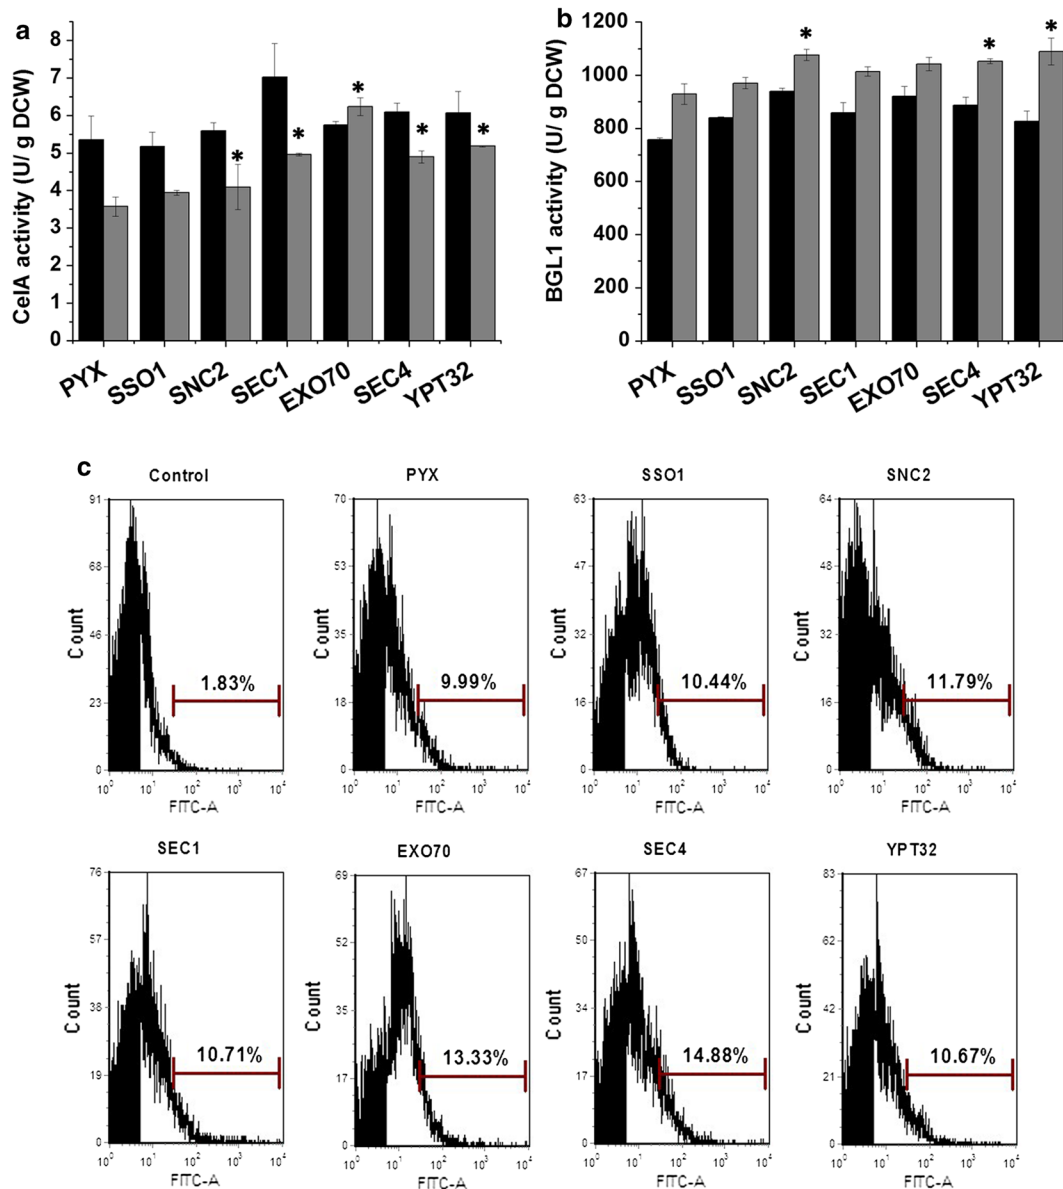 a
CelA activity (U/ g DCW)
8
7
6
5
4
3
2
1
0
*
*
*
*
*
PYX
SSO1
SNC2
SEC1
EXO70
SEC4
YPT32
b
BGL1 activity (U/ g DCW)
1200
1000
800
600
400
200
0
*
*
*
PYX
SSO1
SNC2
SEC1
EXO70
SEC4
YPT32
c
Control
Count
91
68
46
23
0
1.83%
10⁰ 10¹ 10² 10³ 10⁴
FITC-A
PYX
Count
70
53
35
18
0
9.99%
10⁰ 10¹ 10² 10³ 10⁴
FITC-A
SSO1
Count
63
47
32
16
0
10.44%
10⁰ 10¹ 10² 10³ 10⁴
FITC-A
SNC2
Count
64
48
32
16
0
11.79%
10⁰ 10¹ 10² 10³ 10⁴
FITC-A
SEC1
Count
76
57
38
19
0
10.71%
10⁰ 10¹ 10² 10³ 10⁴
FITC-A
EXO70
Count
69
52
35
17
0
13.33%
10⁰ 10¹ 10² 10³ 10⁴
FITC-A
SEC4
Count
67
50
34
17
0
14.88%
10⁰ 10¹ 10² 10³ 10⁴
FITC-A
YPT32
Count
83
62
42
21
0
10.67%
10⁰ 10¹ 10² 10³ 10⁴
FITC-A